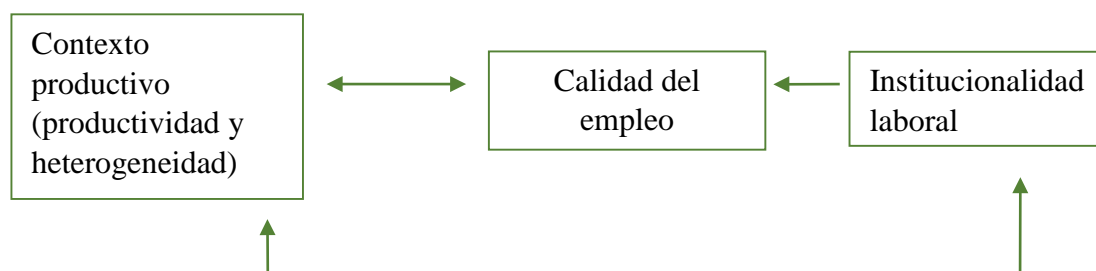 Contexto
productivo
(productividad y
heterogeneidad)
Calidad del
empleo
Institucionalidad
laboral